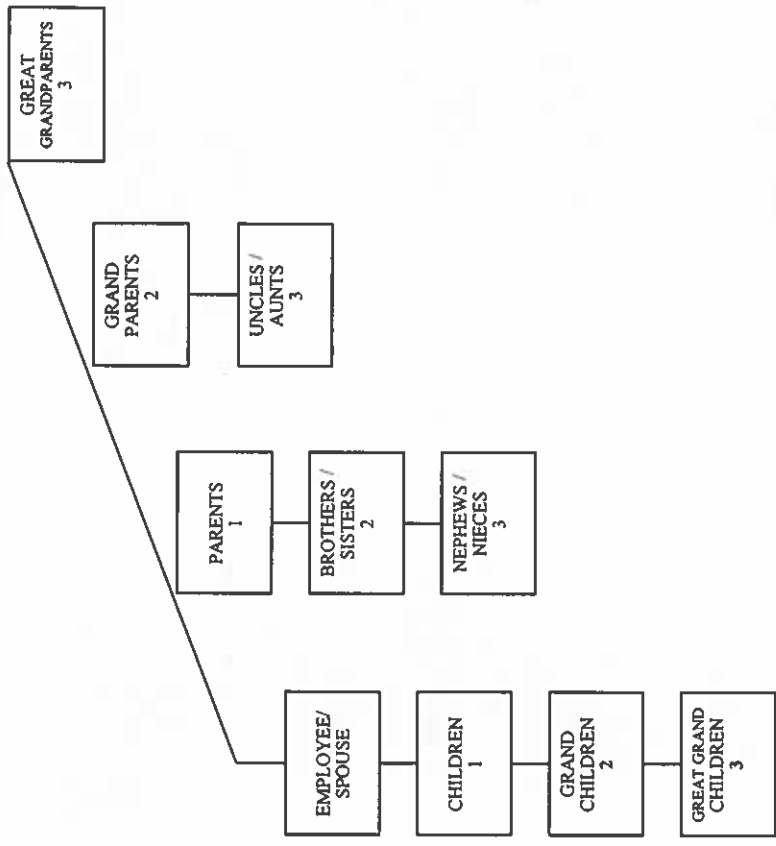 GREAT
GRANDPARENTS
3
GRAND
PARENTS
2
UNCLES /
AUNTS
3
PARENTS
1
BROTHERS /
SISTERS
2
NEPHEWS /
NIECES
3
EMPLOYEE/
SPOUSE
CHILDREN
1
GRAND
CHILDREN
2
GREAT GRAND
CHILDREN
3